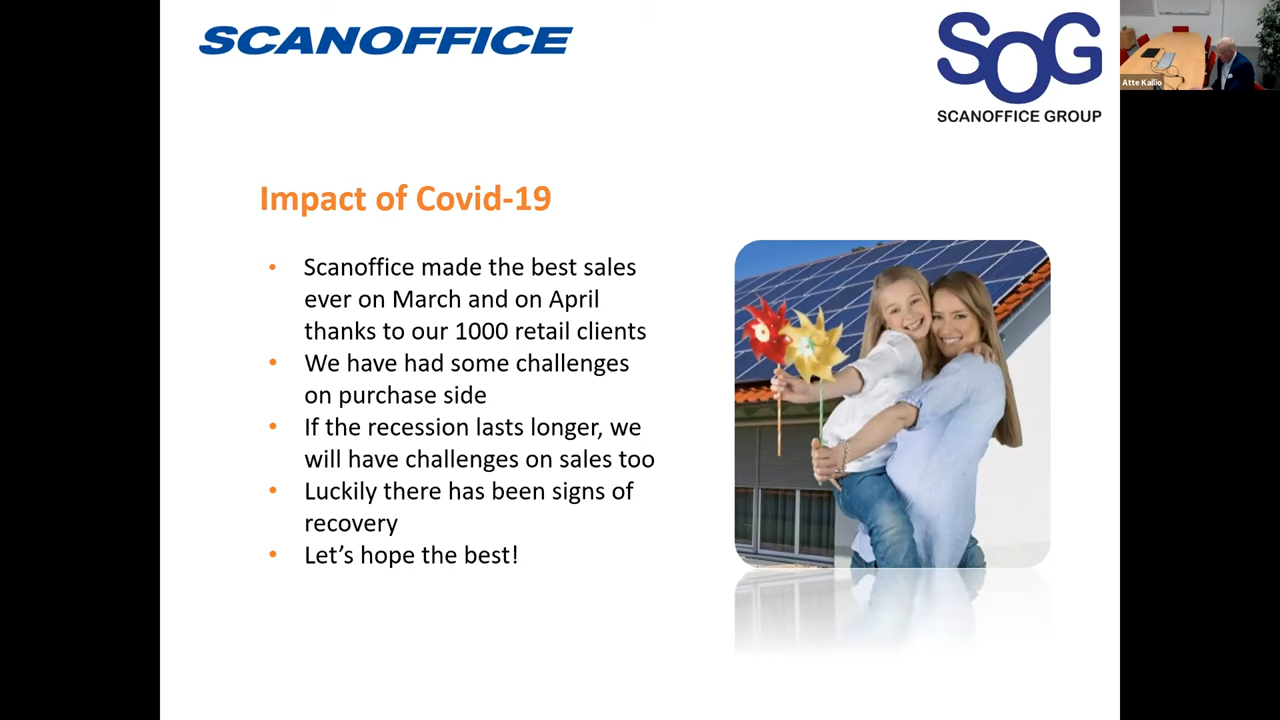 SCANOFFICE
SOG
SCANOFFICE GROUP
Atte Kallio
Impact of Covid-19
• Scanoffice made the best sales
ever on March and on April
thanks to our 1000 retail clients
• We have had some challenges
on purchase side
• If the recession lasts longer, we
will have challenges on sales too
• Luckily there has been signs of
recovery
• Let’s hope the best!